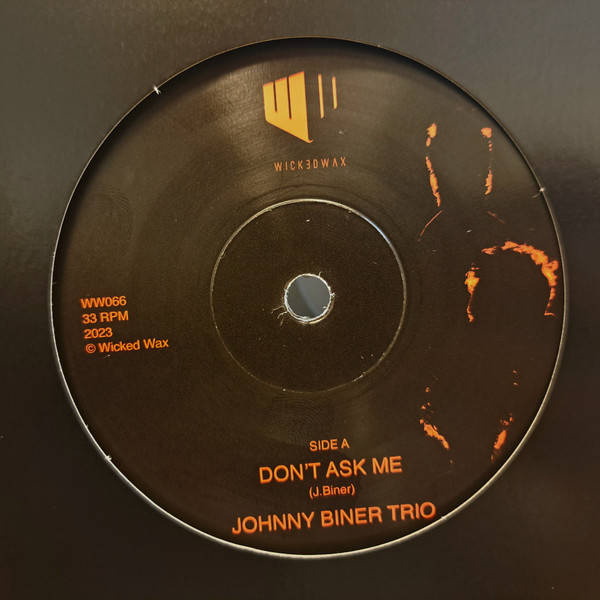 WICK3DWAX
WW066
33 RPM
2023
© Wicked Wax
SIDE A
DON'T ASK ME
(J.Biner)
JOHNNY BINER TRIO